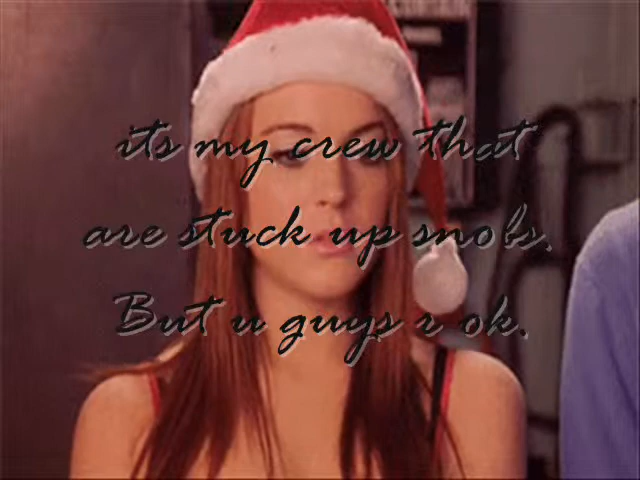 its my crew that
are stuck up snobs.
But u guys r ok.